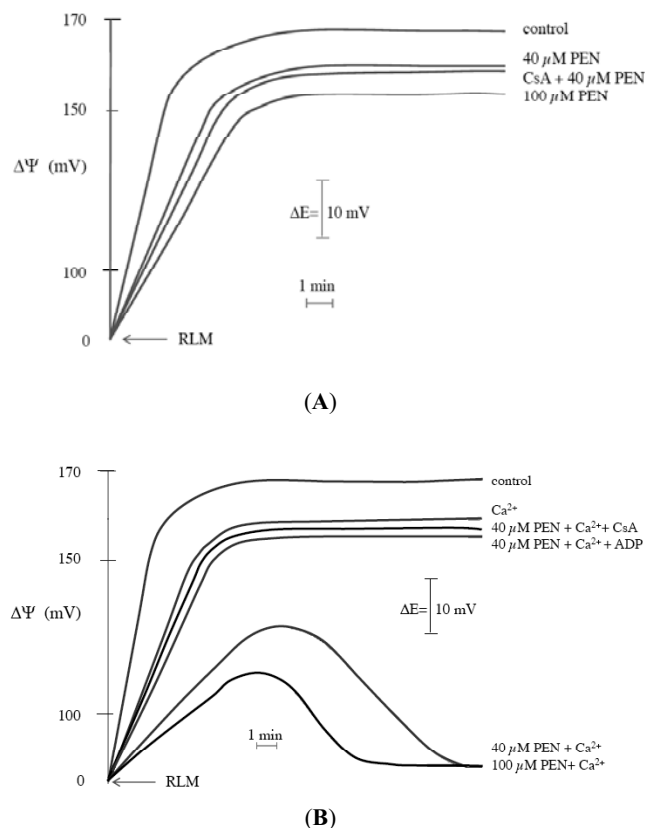 170
control
40 μM PEN
CsA + 40 μM PEN
100 μM PEN
150
ΔΨ (mV)
ΔE= 10 mV
100
1 min
0
RLM
(A)
170
control
Ca²⁺
40 μM PEN + Ca²⁺+ CsA
40 μM PEN + Ca²⁺ + ADP
150
ΔΨ (mV)
ΔE= 10 mV
100
1 min
40 μM PEN + Ca²⁺
100 μM PEN+ Ca²⁺
0
RLM
(B)